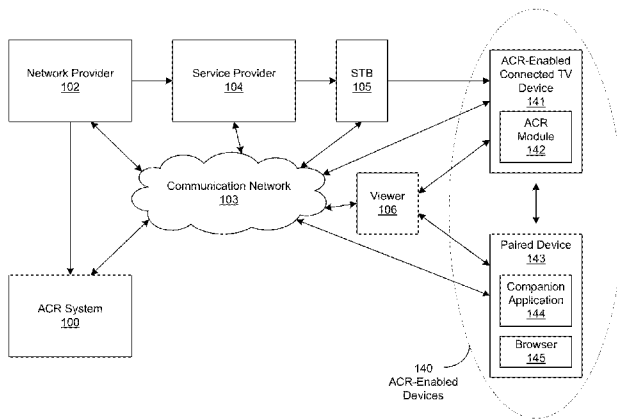 Network Provider
102
Service Provider
104
STB
105
ACR-Enabled
Connected TV
Device
141
ACR
Module
142
Communication Network
103
Viewer
106
Paired Device
143
Companion
Application
144
Browser
145
ACR System
100
140
ACR-Enabled
Devices